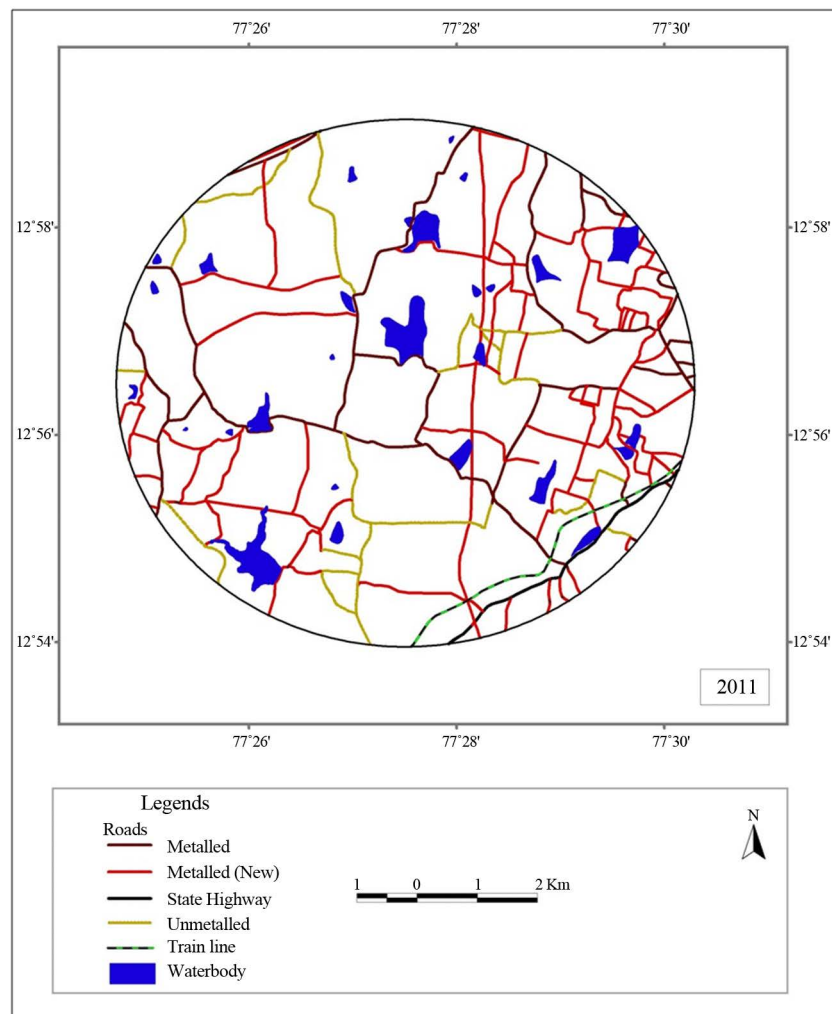 77°26' 77°28' 77°30'
12°58' 12°58'
12°56' 12°56'
12°54' 12°54'
2011
77°26' 77°28' 77°30'
Legends
Roads
Metalled
Metalled (New)
State Highway
Unmetalled
Train line
Waterbody
1 0 1 2 Km
N